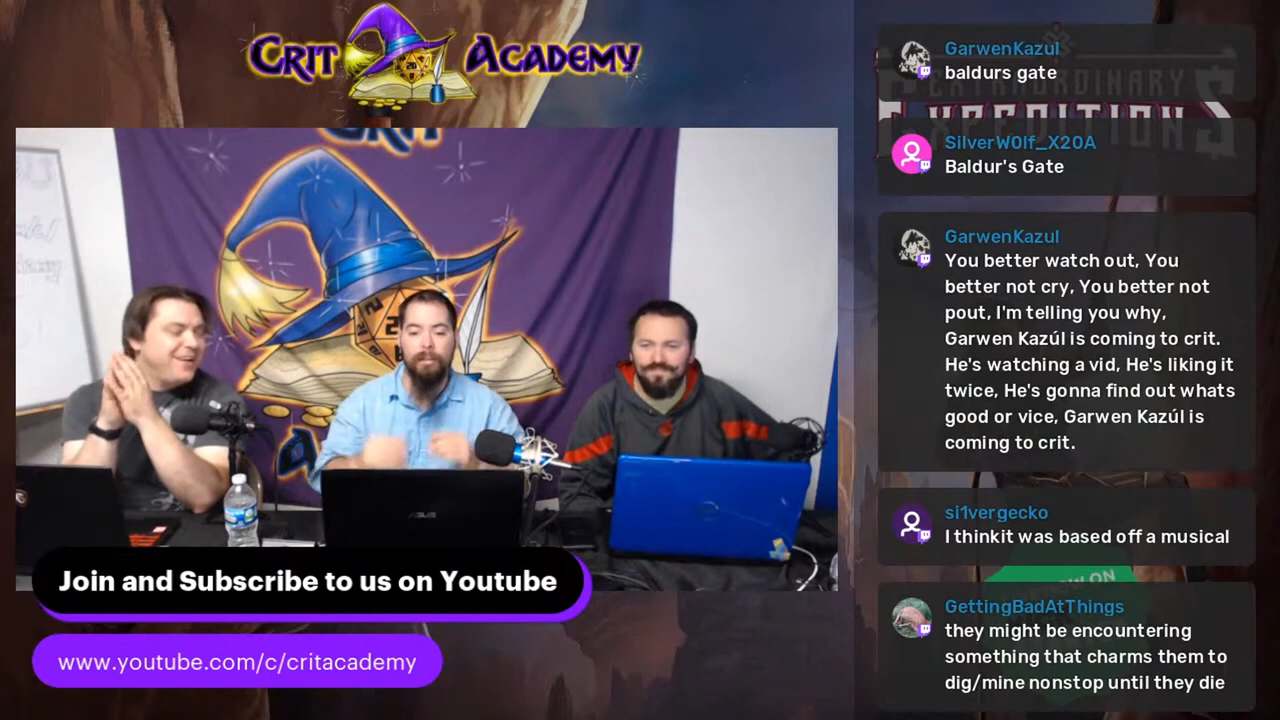 CRIT ACADEMY
CRIT
ASUS
Join and Subscribe to us on Youtube
www.youtube.com/c/critacademy
GarwenKazul
baldurs gate
EXTRAORDINARY
EXPEDITIONS
SilverW0lf_X20A
Baldur's Gate
GarwenKazul
You better watch out, You
better not cry, You better not
pout, I'm telling you why,
Garwen Kazúl is coming to crit.
He's watching a vid, He's liking it
twice, He's gonna find out whats
good or vice, Garwen Kazúl is
coming to crit.
si1vergecko
I thinkit was based off a musical
GettingBadAtThings
they might be encountering
something that charms them to
dig/mine nonstop until they die